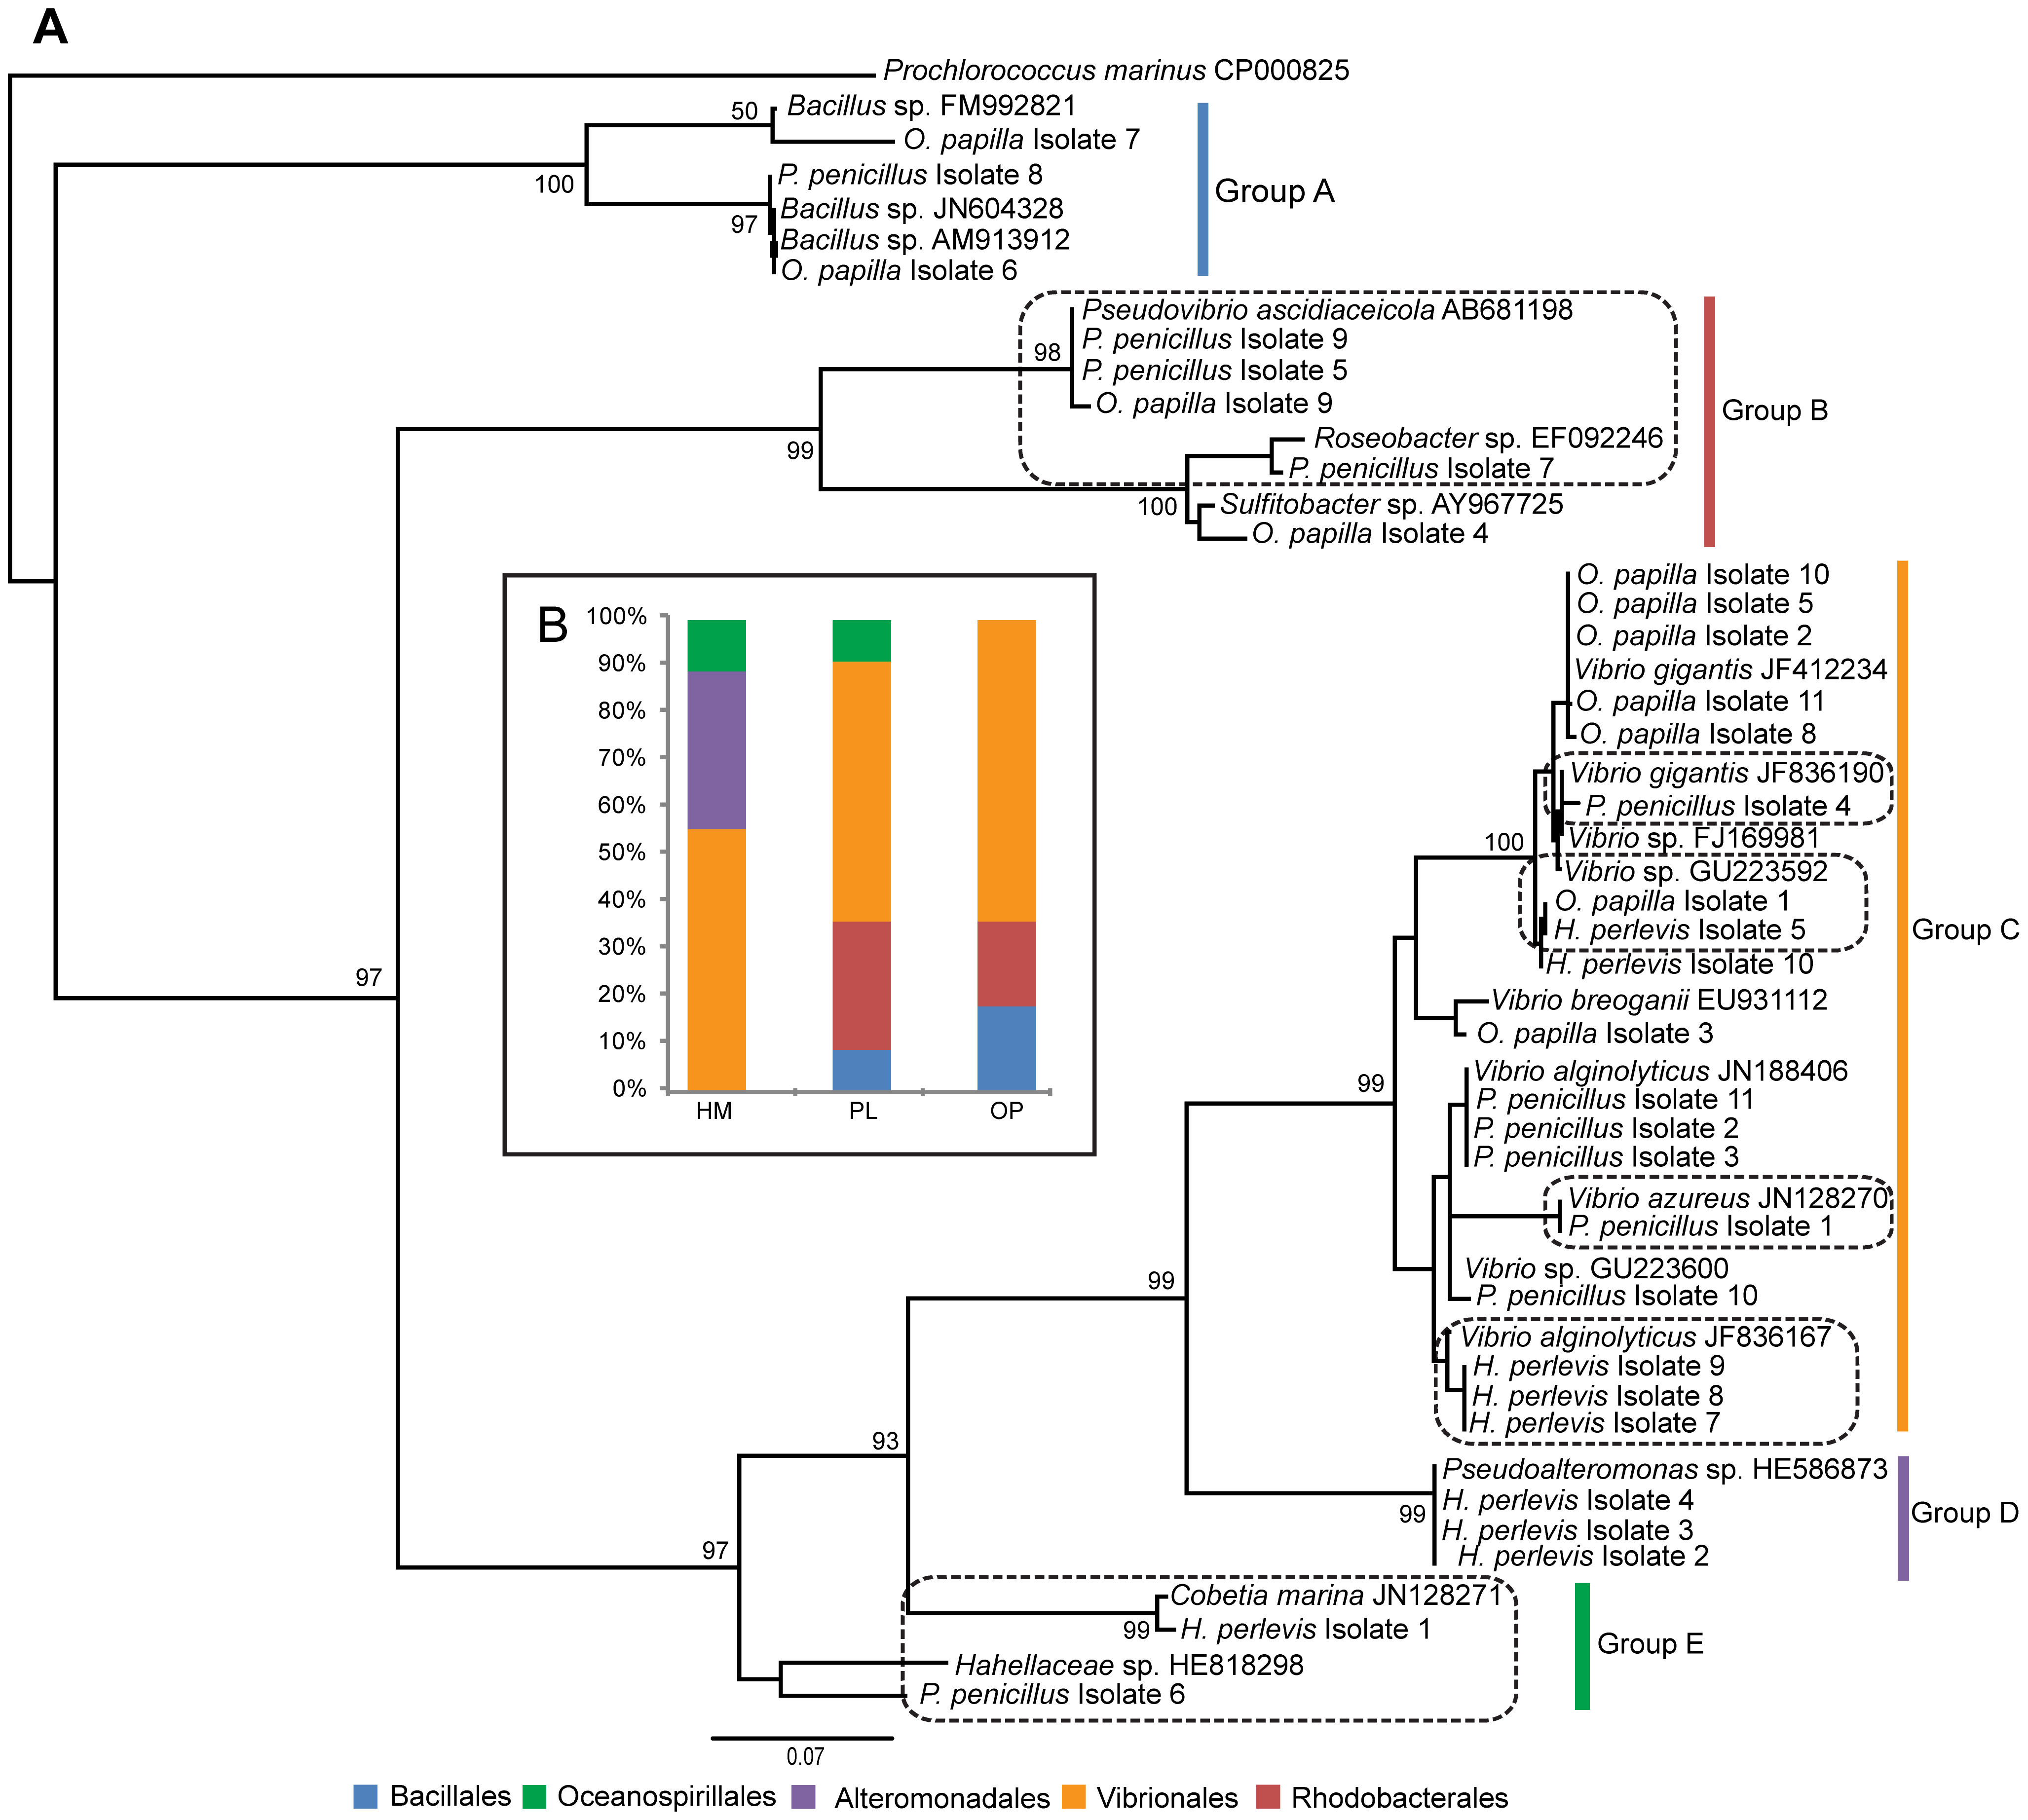 A
Prochlorococcus marinus CP000825
50
Bacillus sp. FM992821
O. papilla Isolate 7
100
P. penicillus Isolate 8
97
Bacillus sp. JN604328
Bacillus sp. AM913912
O. papilla Isolate 6
Group A
Pseudovibrio ascidiaceicola AB681198
P. penicillus Isolate 9
98
P. penicillus Isolate 5
O. papilla Isolate 9
99
Roseobacter sp. EF092246
P. penicillus Isolate 7
100
Sulfitobacter sp. AY967725
O. papilla Isolate 4
Group B
O. papilla Isolate 10
O. papilla Isolate 5
O. papilla Isolate 2
Vibrio gigantis JF412234
O. papilla Isolate 11
O. papilla Isolate 8
Vibrio gigantis JF836190
P. penicillus Isolate 4
Vibrio sp. FJ169981
100
Vibrio sp. GU223592
O. papilla Isolate 1
H. perlevis Isolate 5
H. perlevis Isolate 10
Vibrio breoganii EU931112
O. papilla Isolate 3
99
Vibrio alginolyticus JN188406
P. penicillus Isolate 11
P. penicillus Isolate 2
P. penicillus Isolate 3
Vibrio azureus JN128270
P. penicillus Isolate 1
Vibrio sp. GU223600
P. penicillus Isolate 10
Vibrio alginolyticus JF836167
H. perlevis Isolate 9
H. perlevis Isolate 8
H. perlevis Isolate 7
Group C
97
99
93
97
Pseudoalteromonas sp. HE586873
H. perlevis Isolate 4
99
H. perlevis Isolate 3
H. perlevis Isolate 2
Group D
Cobetia marina JN128271
99
H. perlevis Isolate 1
Hahellaceae sp. HE818298
P. penicillus Isolate 6
Group E
B
100%
90%
80%
70%
60%
50%
40%
30%
20%
10%
0%
HM PL OP
0.07
Bacillales Oceanospirillales Alteromonadales Vibrionales Rhodobacterales